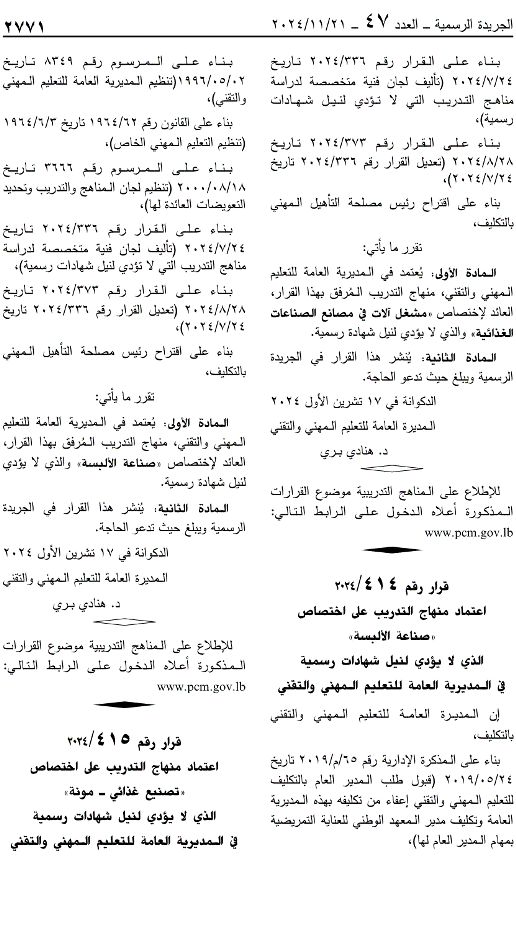 الجريدة الرسمية ــ العدد ٤٧ ــ ٢٠٢٤/١١/٢١
٢٧٧١
بناء على القرار رقم ٢٠٢٤/٣٣٦ تاريخ
٢٠٢٤/٧/٢٤ (تأليف لجان فنية متخصصة لدراسة
مناهج التدريب التي لا تؤدي لنيل شهادات
رسمية)،
بناء على القرار رقم ٢٠٢٤/٣٧٣ تاريخ
٢٠٢٤/٨/٢٨ (تعديل القرار رقم ٢٠٢٤/٣٣٦ تاريخ
٢٠٢٤/٧/٢٤)،
بناء على اقتراح رئيس مصلحة التأهيل المهني
بالتكليف،
تقرر ما يأتي:
المادة الأولى: يُعتمد في المديرية العامة للتعليم
المهني والتقني، منهاج التدريب المُرفق بهذا القرار،
العائد لإختصاص «مشغل آلات في مصانع الصناعات
الغذائية» والذي لا يؤدي لنيل شهادة رسمية.
المادة الثانية: يُنشر هذا القرار في الجريدة
الرسمية ويبلغ حيث تدعو الحاجة.
الدكوانة في ١٧ تشرين الأول ٢٠٢٤
المديرة العامة للتعليم المهني والتقني
د. هنادي بري
للإطلاع على المناهج التدريبية موضوع القرارات
المذكورة أعلاه الدخول على الرابط التالي:
www.pcm.gov.lb
قرار رقم ٢٠٢٤/٤١٤
اعتماد منهاج التدريب على اختصاص
«صناعة الألبسة»
الذي لا يؤدي لنيل شهادات رسمية
في المديرية العامة للتعليم المهني والتقني
إن المديرة العامة للتعليم المهني والتقني
بالتكليف،
بناء على المذكرة الإدارية رقم ٦٥/م/٢٠١٩ تاريخ
٢٠١٩/٠٥/٢٤ (قبول طلب المدير العام بالتكليف
للتعليم المهني والتقني إعفاء من تكليفه بهذه المديرية
العامة وتكليف مدير المعهد الوطني للعناية التمريضية
بمهام المدير العام لها)،
بناء على المرسوم رقم ٨٣٤٩ تاريخ
١٩٩٦/٠٥/٠٢(تنظيم المديرية العامة للتعليم المهني
والتقني)،
بناء على القانون رقم ١٩٦٤/٦٢ تاريخ ١٩٦٤/٦/٣
(تنظيم التعليم المهني الخاص)،
بناء على المرسوم رقم ٣٦٦٦ تاريخ
٢٠٠٠/٠٨/١٨ (تنظيم لجان المناهج والتدريب وتحديد
التعويضات العائدة لها)،
بناء على القرار رقم ٢٠٢٤/٣٣٦ تاريخ
٢٠٢٤/٧/٢٤ (تأليف لجان فنية متخصصة لدراسة
مناهج التدريب التي لا تؤدي لنيل شهادات رسمية)،
بناء على القرار رقم ٢٠٢٤/٣٧٣ تاريخ
٢٠٢٤/٨/٢٨ (تعديل القرار رقم ٢٠٢٤/٣٣٦ تاريخ
٢٠٢٤/٧/٢٤)،
بناء على اقتراح رئيس مصلحة التأهيل المهني
بالتكليف،
تقرر ما يأتي:
المادة الأولى: يُعتمد في المديرية العامة للتعليم
المهني والتقني، منهاج التدريب المُرفق بهذا القرار،
العائد لإختصاص «صناعة الألبسة» والذي لا يؤدي
لنيل شهادة رسمية.
المادة الثانية: يُنشر هذا القرار في الجريدة
الرسمية ويبلغ حيث تدعو الحاجة.
الدكوانة في ١٧ تشرين الأول ٢٠٢٤
المديرة العامة للتعليم المهني والتقني
د. هنادي بري
للإطلاع على المناهج التدريبية موضوع القرارات
المذكورة أعلاه الدخول على الرابط التالي:
www.pcm.gov.lb
قرار رقم ٢٠٢٤/٤١٥
اعتماد منهاج التدريب على اختصاص
«تصنيع غذائي ـ مونة»
الذي لا يؤدي لنيل شهادات رسمية
في المديرية العامة للتعليم المهني والتقني